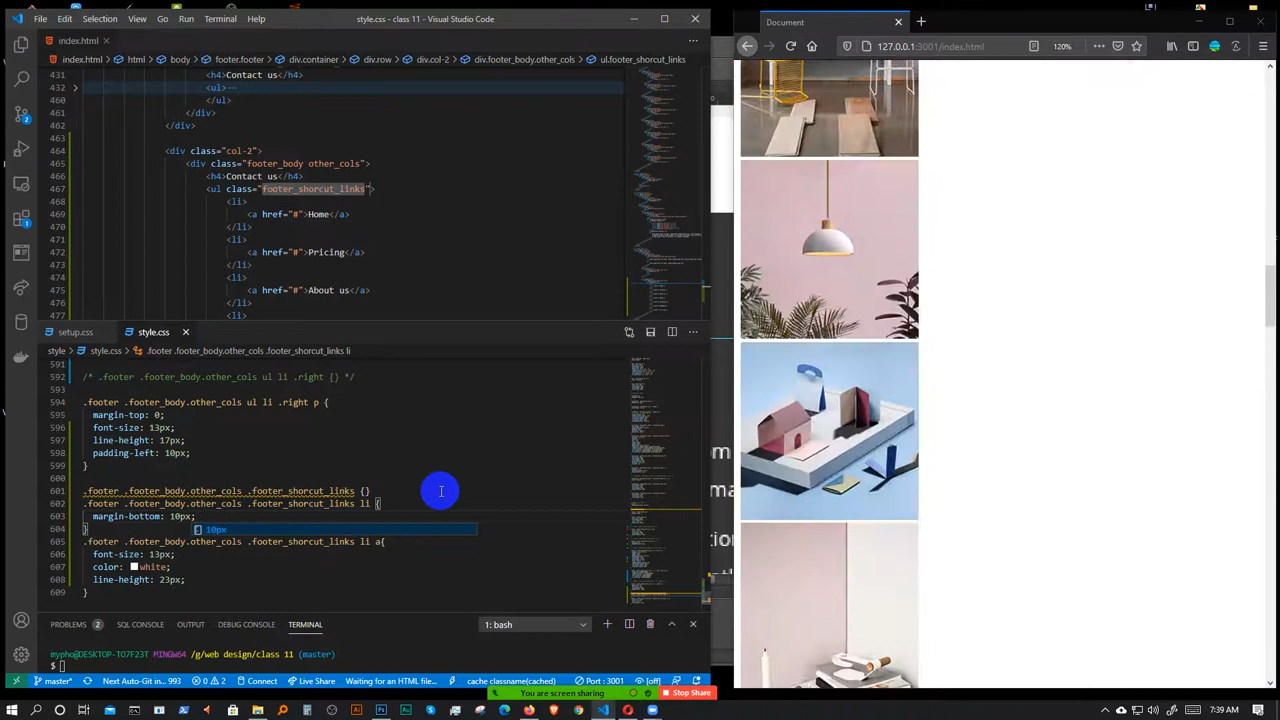 File Edit Selection View Go Run Terminal Help style.css - class 11 - Visual Studio Code
index.html
index.html > html > body > footer.footer > div.container > div.row > div.col-2 > div.footer_body.other_cols > ul.footer_shorcut_links
431 <h4>Contact us</h4>
432 <ul>
460 </ul>
461 </div>
462 </div>
463
464 <div class="col-2">
465 <div class="footer_body other_cols">
466 <h4>Contact us</h4>
467 <ul class="footer_shorcut_links">
468 <li>
469 <a href="#">Home</a>
470 <li>
471 <li>
472 <a href="#">Pricing</a>
473 <li>
474 <li>
475 <a href="#">About us</a>
476 <li>
477 <li>
setup.css style.css
style > style.css > .footer .footer_body.other_cols .footer_shorcut_links li
591
592 /* .footer .footer_body.other_cols ul li .right {} */
593
594 .footer .footer_body.other_cols ul li .right p {
595 margin-top: 0;
596 font-size: 13px;
597 line-height: 17px;
598 padding-left: 10px;
599 }
600
601 .footer .footer_body.other_cols .footer_shorcut_links {}
602 .footer .footer_body.other_cols .footer_shorcut_links
603 margin-bottom: 10px;
604 }
10px
605 .footer .footer_body.other_cols .footer_shorcut_links li
606 font-size: 13px;
607 color: white;
608 line-height: 23px;
609 }
PROBLEMS 2 SQL CONSOLE OUTPUT DEBUG CONSOLE TERMINAL 1: bash
mypho@DESKTOP-TO7F23T MINGW64 /g/web design/class 11 (master)
$
master* Next Auto-Git in... 993 0 2 Connect Live Share Waiting for an HTML file... cache classname(cached) Port : 3001 [off]
Document
127.0.0.1:3001/index.html 120%
You are screen sharing Stop Share
7:39 AM